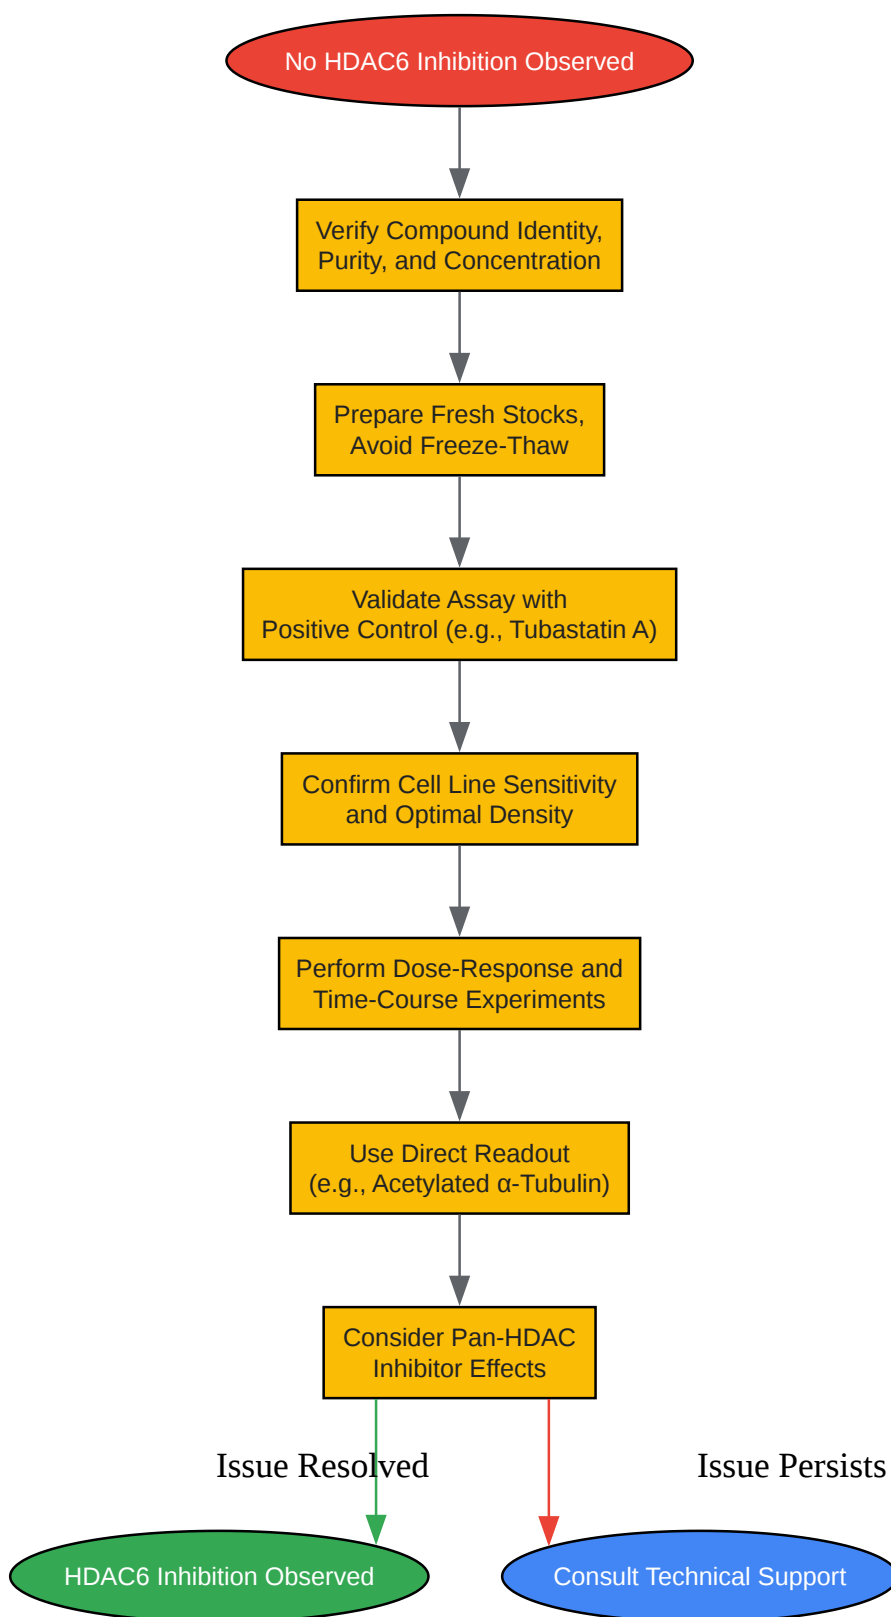 No HDAC6 Inhibition Observed
Verify Compound Identity,
Purity, and Concentration
Prepare Fresh Stocks,
Avoid Freeze-Thaw
Validate Assay with
Positive Control (e.g., Tubastatin A)
Confirm Cell Line Sensitivity
and Optimal Density
Perform Dose-Response and
Time-Course Experiments
Use Direct Readout
(e.g., Acetylated α-Tubulin)
Consider Pan-HDAC
Inhibitor Effects
Issue Resolved
Issue Persists
HDAC6 Inhibition Observed
Consult Technical Support